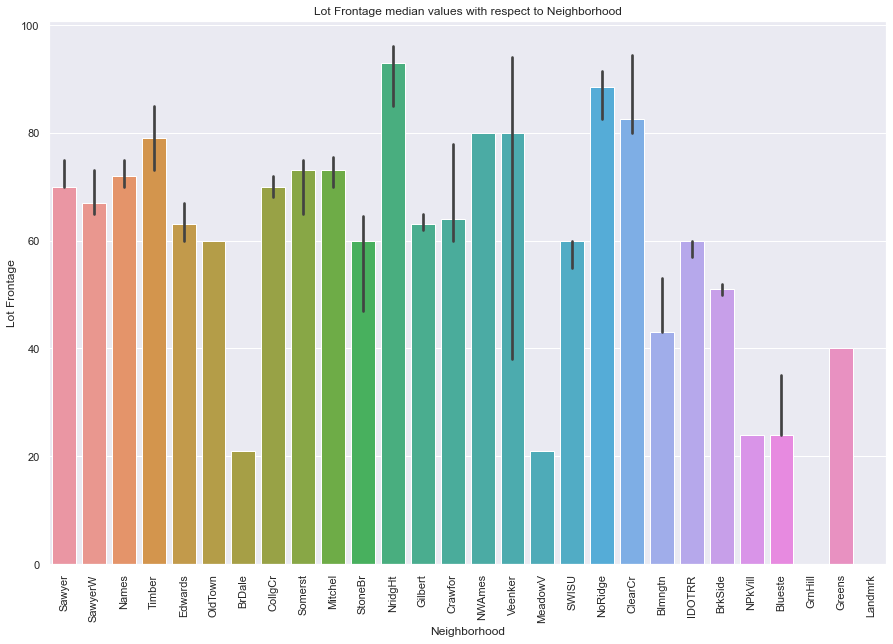 Lot Frontage median values with respect to Neighborhood
100
80
60
40
20
0
Lot Frontage
Sawyer
SawyerW
Names
Timber
Edwards
OldTown
BrDale
CollgCr
Somerst
Mitchel
StoneBr
NridgHt
Gilbert
Crawfor
NWAmes
Veenker
MeadowV
SWISU
NoRidge
ClearCr
Blmngtn
IDOTRR
BrkSide
NPkVill
Blueste
GrnHill
Greens
Landmrk
Neighborhood